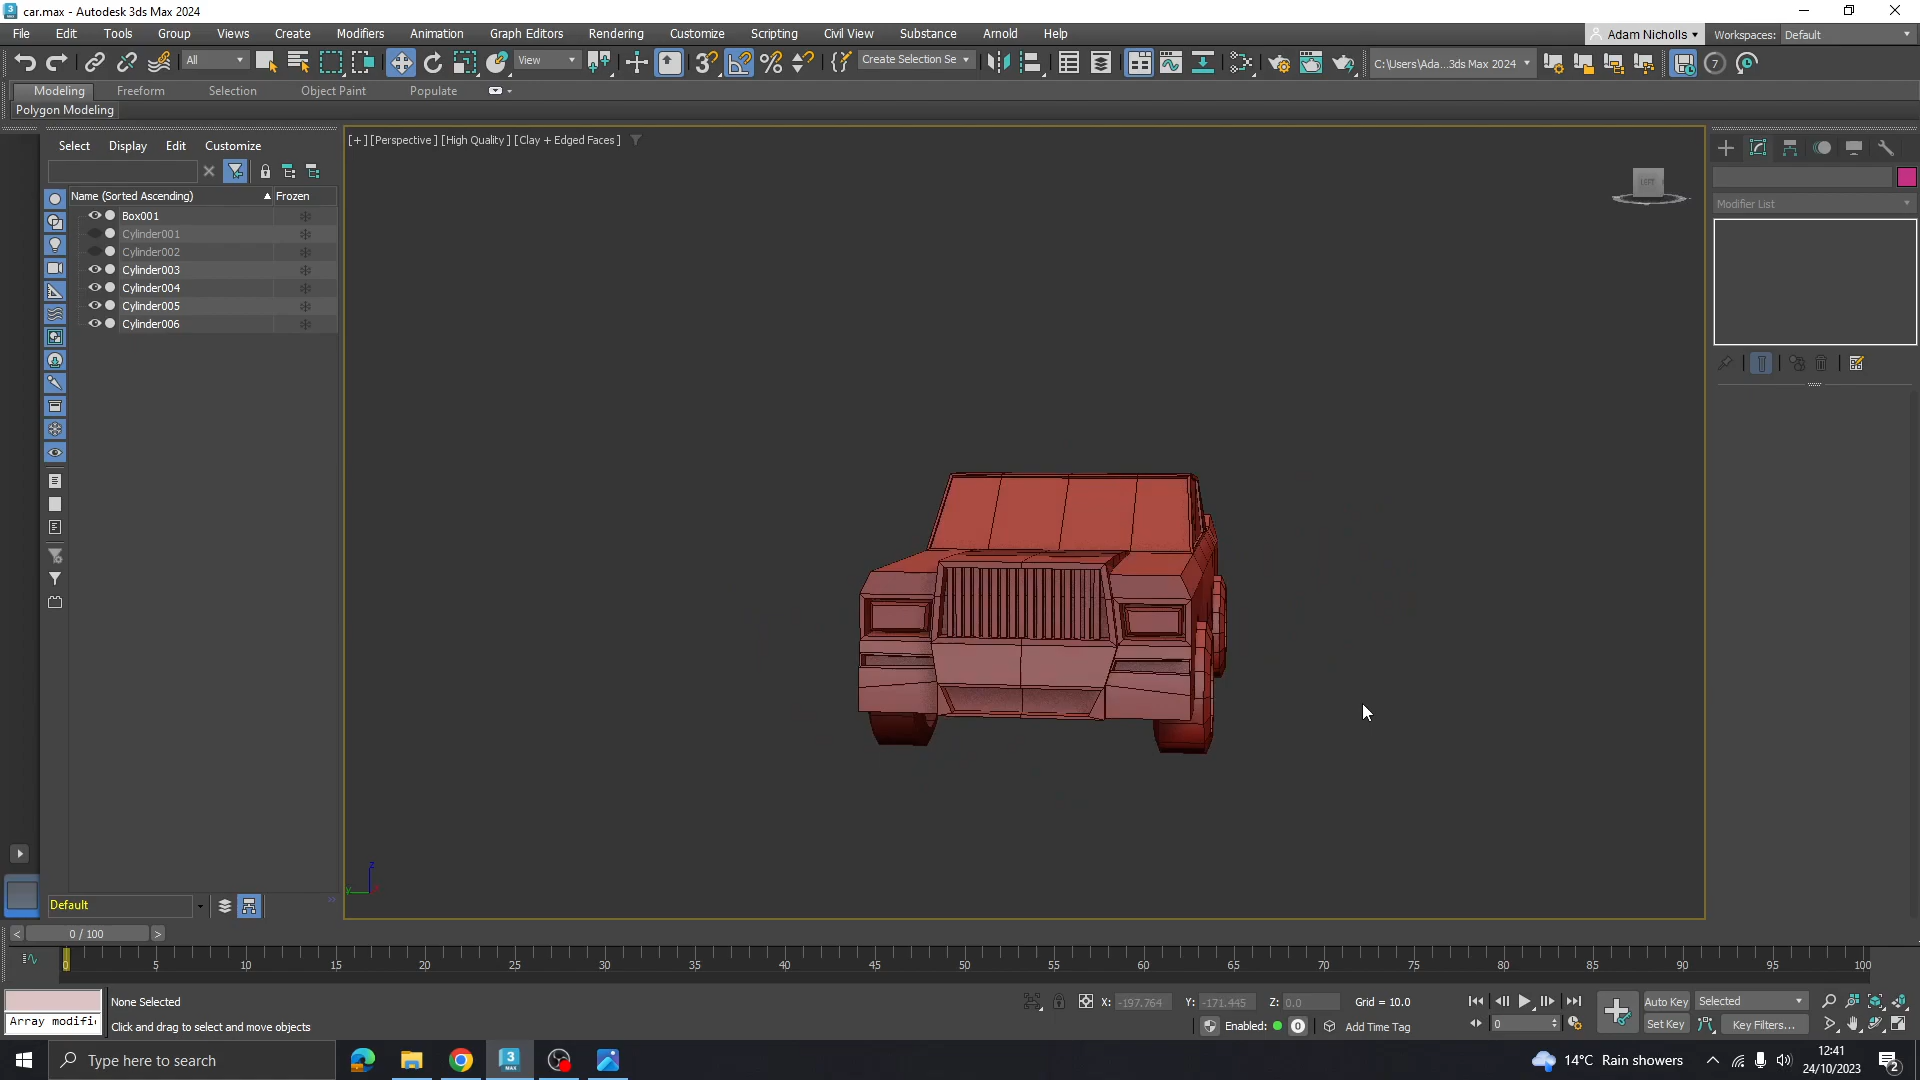 car.max - Autodesk 3ds Max 2024
File Edit Tools Group Views Create Modifiers Animation Graph Editors Rendering Customize Scripting Civil View Substance Arnold Help
Adam Nicholls Workspaces: Default
All View Create Selection Se C:\Users\Ada...3ds Max 2024 7
Modeling Freeform Selection Object Paint Populate
Polygon Modeling
Select Display Edit Customize
[+] [Perspective ] [High Quality ] [Clay + Edged Faces ]
LEFT
Name (Sorted Ascending) Frozen
Modifier List
Box001
Cylinder001
Cylinder002
Cylinder003
Cylinder004
Cylinder005
Cylinder006
z
y
Default
0 / 100
0 5 10 15 20 25 30 35 40 45 50 55 60 65 70 75 80 85 90 95 100
None Selected X: -197.764 Y: -171.445 Z: 0.0 Grid = 10.0 Auto Key Selected
Array modifi Click and drag to select and move objects Enabled: 0 Add Time Tag 0 Set Key Key Filters...
Type here to search 3 MAX 14°C Rain showers 12:41
24/10/2023 2